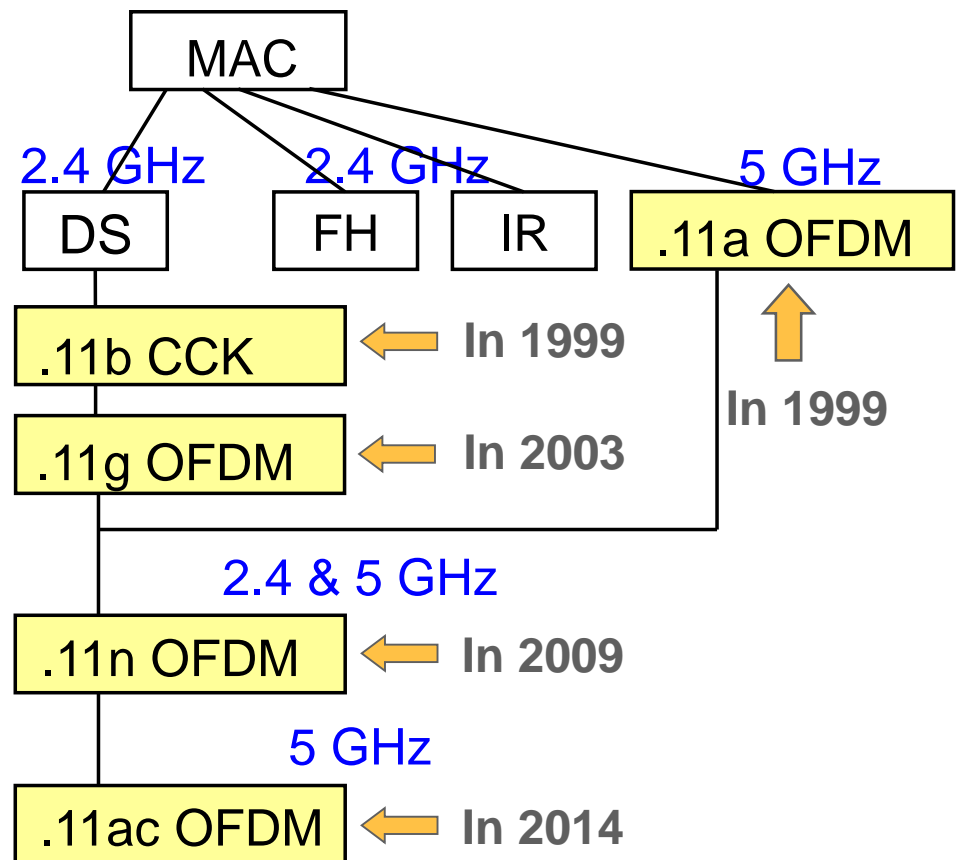 MAC
2.4 GHz
2.4 GHz
5 GHz
DS
FH
IR
.11a OFDM
.11b CCK
In 1999
In 1999
.11g OFDM
In 2003
2.4 & 5 GHz
.11n OFDM
In 2009
5 GHz
.11ac OFDM
In 2014